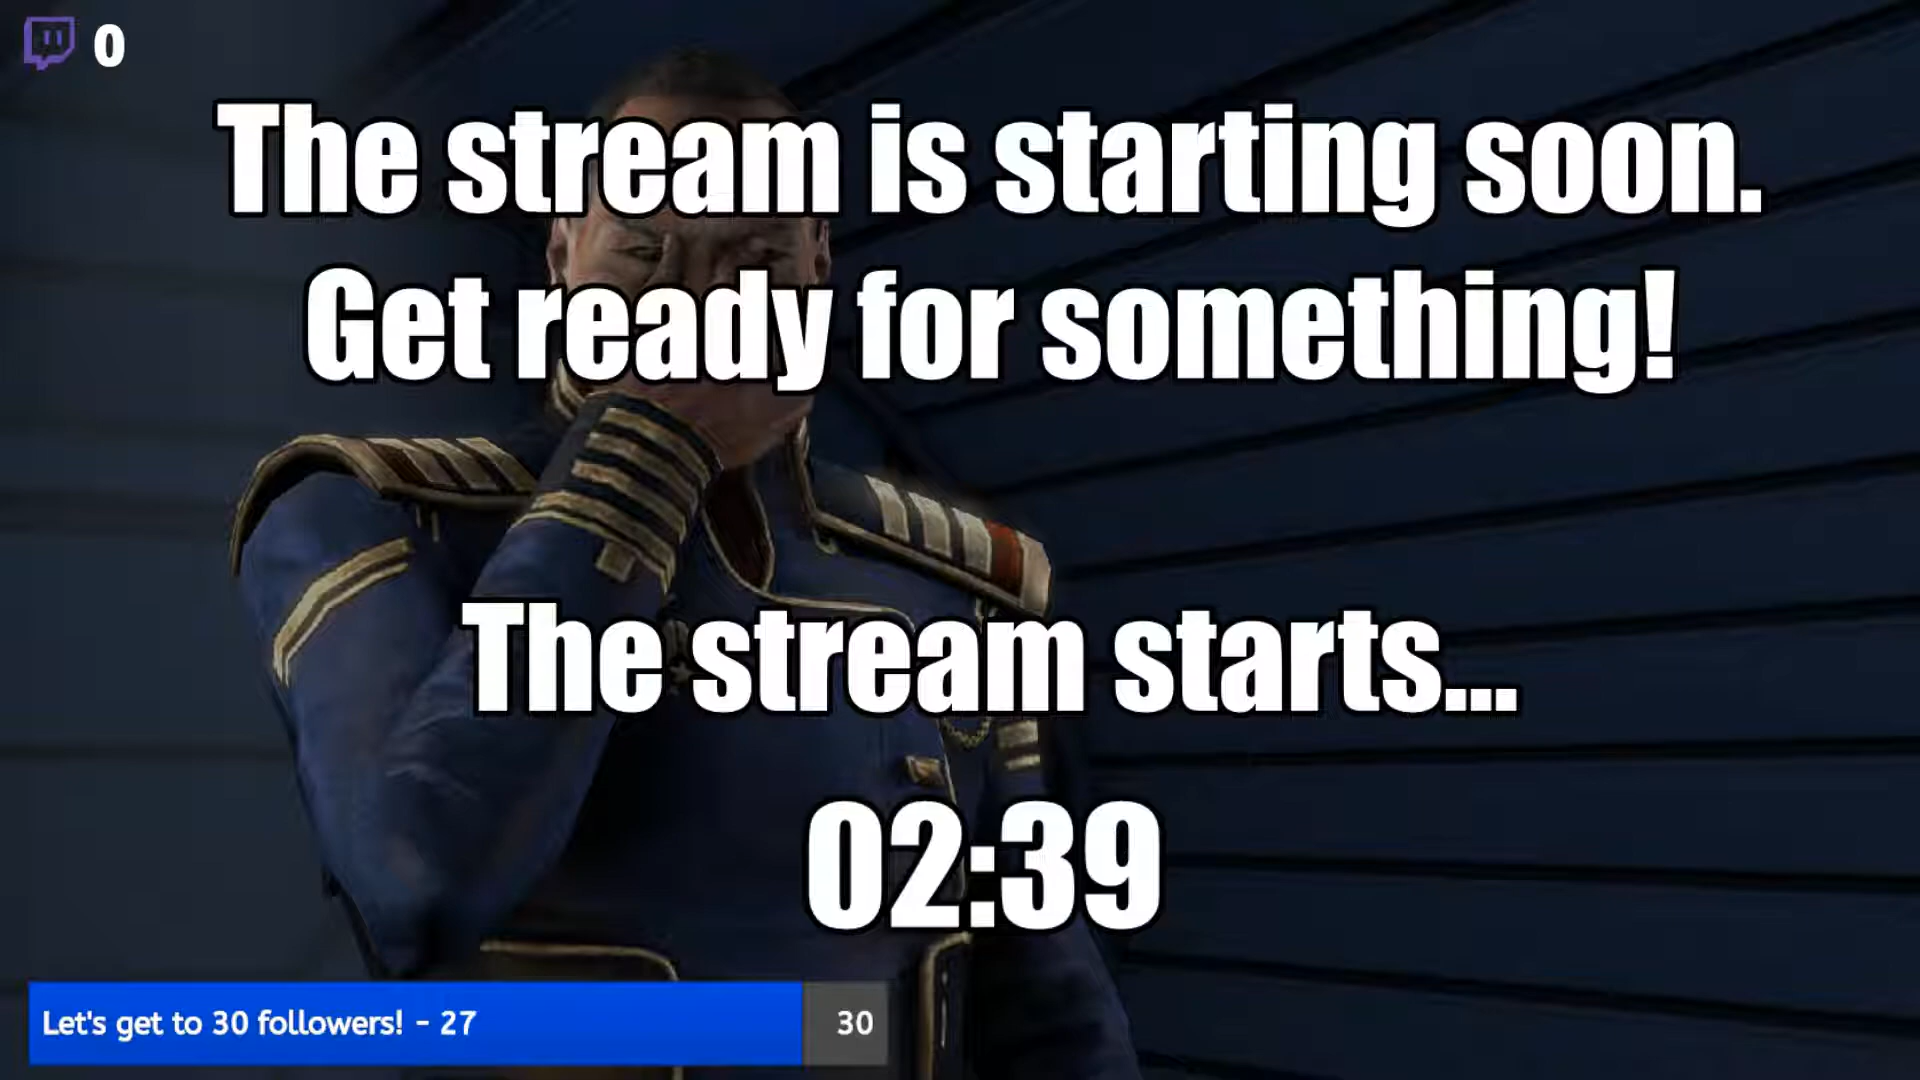 0
The stream is starting soon.
Get ready for something!
The stream starts...
02:39
Let's get to 30 followers! - 27
30